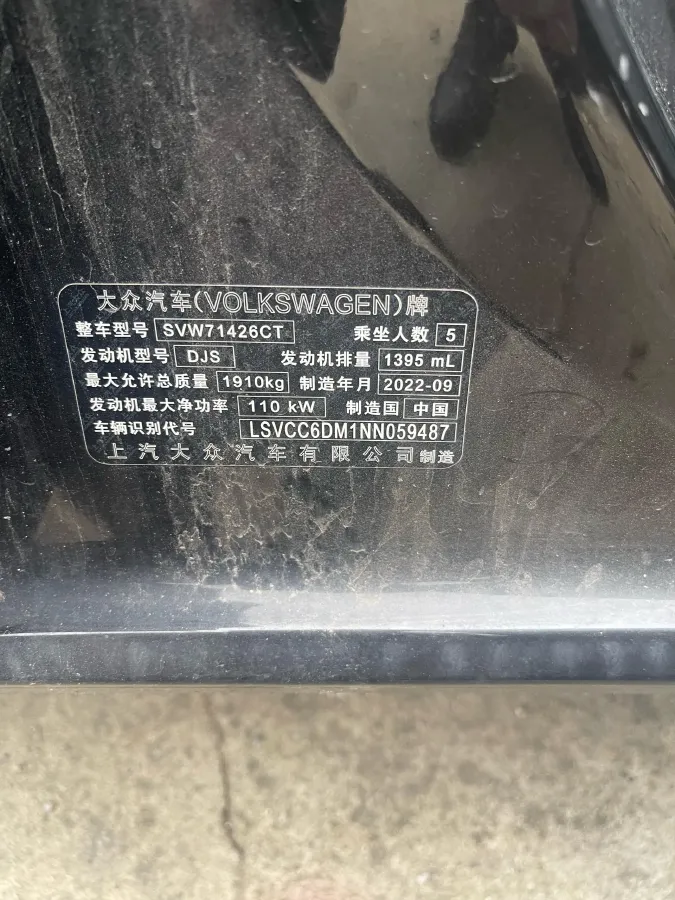 大众汽车(VOLKSWAGEN)牌
整车型号 SVW71426CT 乘坐人数 5
发动机型号 DJS 发动机排量 1395 mL
最大允许总质量 1910kg 制造年月 2022-09
发动机最大净功率 110 kW 制造国 中国
车辆识别代号 LSVCC6DM1NN059487
上汽大众汽车有限公司制造